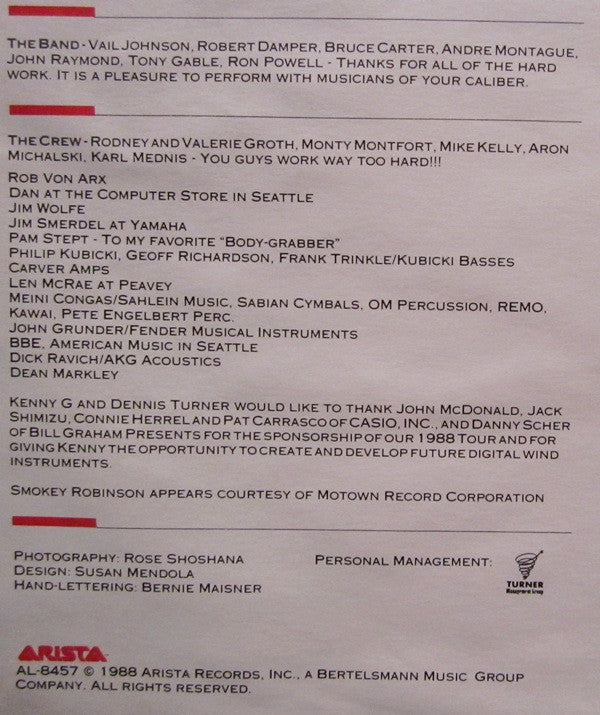 The Band - Vail Johnson, Robert Damper, Bruce Carter, Andre Montague,
John Raymond, Tony Gable, Ron Powell - Thanks for all of the hard
work. It is a pleasure to perform with musicians of your caliber.
The Crew - Rodney and Valerie Groth, Monty Montfort, Mike Kelly, Aron
Michalski, Karl Mednis - You guys work way too hard!!!
Rob Von Arx
Dan at the Computer Store in Seattle
Jim Wolfe
Jim Smerdel at Yamaha
Pam Stept - To my favorite "Body-Grabber"
Philip Kubicki, Geoff Richardson, Frank Trinkle/Kubicki Basses
Carver Amps
Len McRae at Peavey
Meini Congas/Sahlein Music, Sabian Cymbals, OM Percussion, REMO,
Kawai, Pete Engelbert Perc.
John Grunder/Fender Musical Instruments
BBE, American Music in Seattle
Dick Ravich/AKG Acoustics
Dean Markley
Kenny G and Dennis Turner would like to thank John McDonald, Jack
Shimizu, Connie Herrel and Pat Carrasco of CASIO, INC., and Danny Scher
of Bill Graham Presents for the sponsorship of our 1988 Tour and for
giving Kenny the opportunity to create and develop future digital wind
instruments.
Smokey Robinson appears courtesy of Motown Record Corporation
Photography: Rose Shoshana
Design: Susan Mendola
Hand-Lettering: Bernie Maisner
Personal Management:
TURNER
Management Group
ARISTA
AL-8457 © 1988 Arista Records, Inc., a Bertelsmann Music Group
Company. All rights reserved.